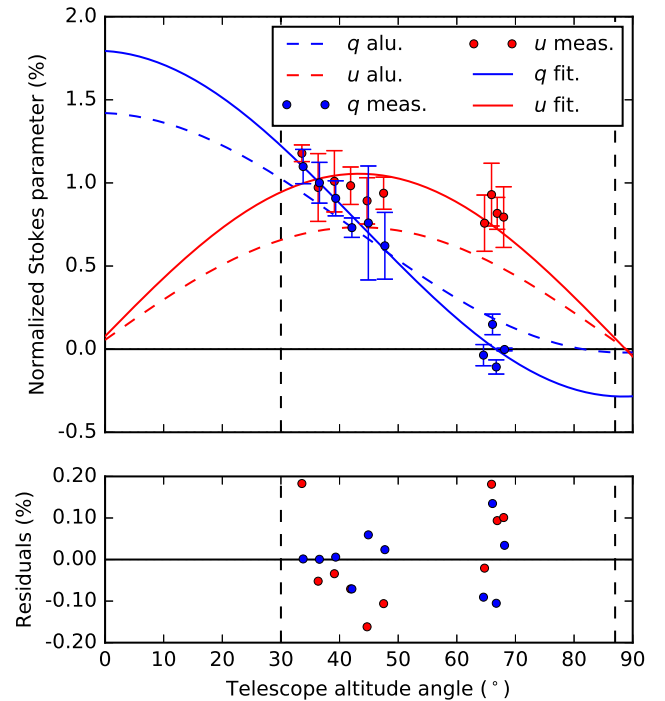 2.0
1.5
1.0
0.5
0.0
-0.5
Normalized Stokes parameter (%)
q alu.
u alu.
q meas.
u meas.
q fit.
u fit.
0.20
0.10
0.00
-0.10
-0.20
Residuals (%)
0 10 20 30 40 50 60 70 80 90
Telescope altitude angle (°)